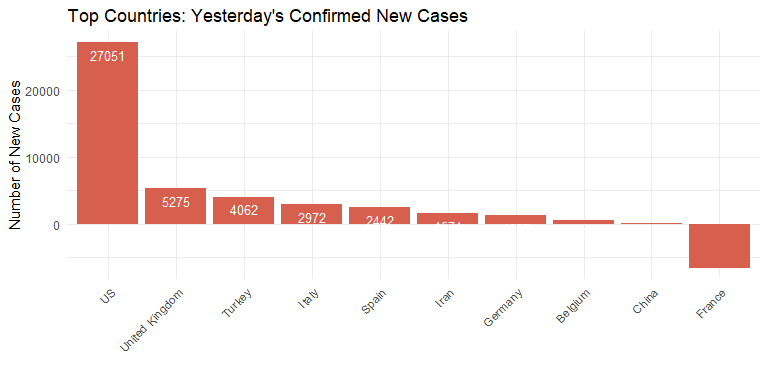 Top Countries: Yesterday's Confirmed New Cases
Number of New Cases
20000
10000
0
27051
5275
4062
2972
2442
1574
US
United Kingdom
Turkey
Italy
Spain
Iran
Germany
Belgium
China
France